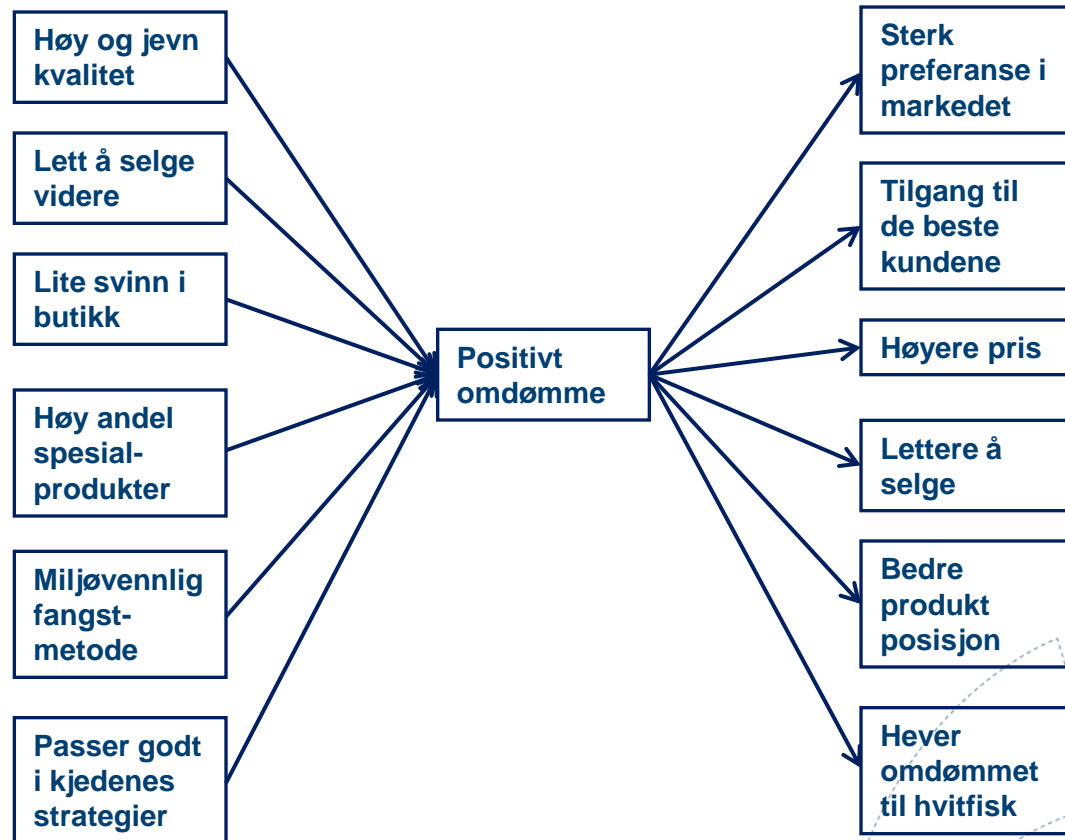 Høy og jevn
kvalitet
Lett å selge
videre
Lite svinn i
butikk
Høy andel
spesial-
produkter
Miljøvennlig
fangst-
metode
Passer godt
i kjedenes
strategier
Positivt
omdømme
Sterk
preferanse i
markedet
Tilgang til
de beste
kundene
Høyere pris
Lettere å
selge
Bedre
produkt
posisjon
Hever
omdømmet
til hvitfisk